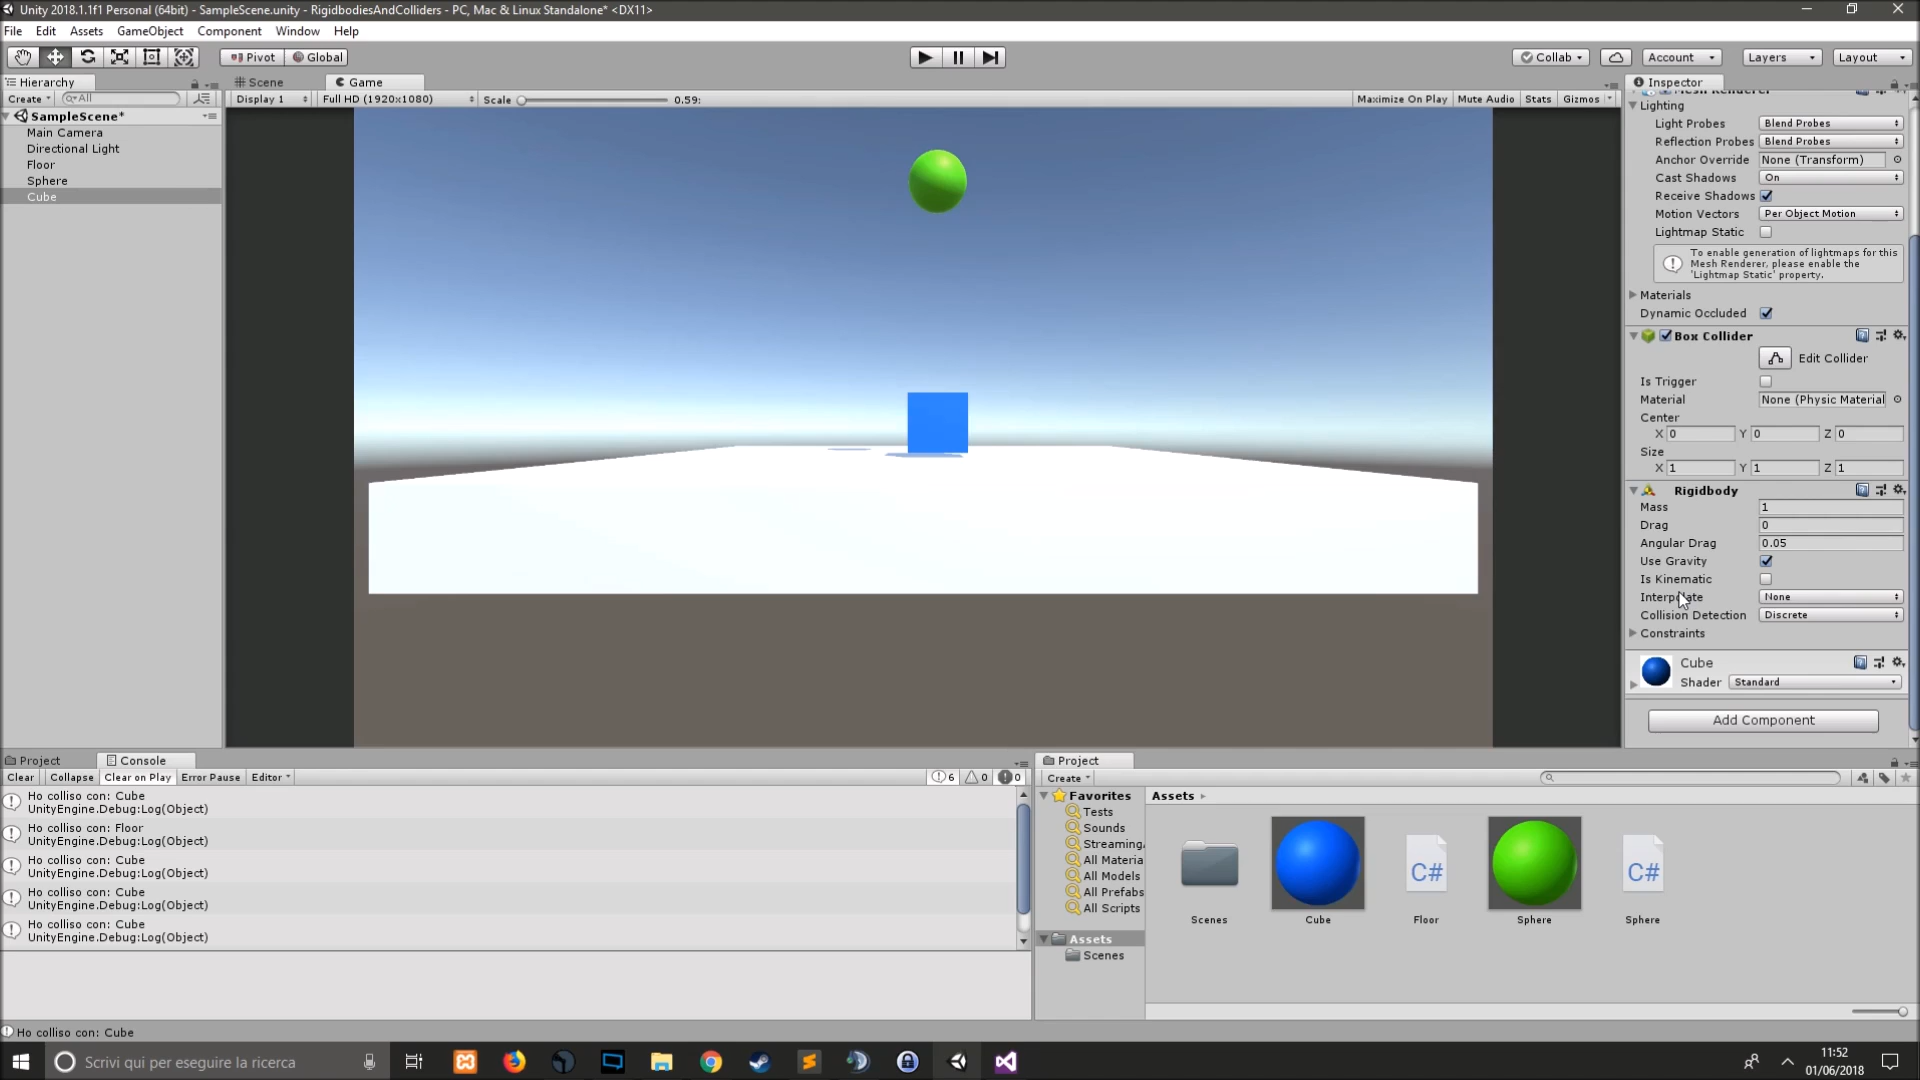 Unity 2018.1.1f1 Personal (64bit) - SampleScene.unity - RigidbodiesAndColliders - PC, Mac & Linux Standalone* <DX11>
File Edit Assets GameObject Component Window Help
Pivot Global Collab Account Layers Layout
Hierarchy
Create All
SampleScene*
Main Camera
Directional Light
Floor
Sphere
Cube
Scene Game
Display 1 Full HD (1920x1080) Scale 0.59: Maximize On Play Mute Audio Stats Gizmos
Inspector
Mesh Renderer
Lighting
Light Probes Blend Probes
Reflection Probes Blend Probes
Anchor Override None (Transform)
Cast Shadows On
Receive Shadows
Motion Vectors Per Object Motion
Lightmap Static
To enable generation of lightmaps for this
Mesh Renderer, please enable the
'Lightmap Static' property.
Materials
Dynamic Occluded
Box Collider
Edit Collider
Is Trigger
Material None (Physic Material
Center
X 0 Y 0 Z 0
Size
X 1 Y 1 Z 1
Rigidbody
Mass 1
Drag 0
Angular Drag 0.05
Use Gravity
Is Kinematic
Interpolate None
Collision Detection Discrete
Constraints
Cube
Shader Standard
Add Component
Project Console
Clear Collapse Clear on Play Error Pause Editor 6 0 0
Ho colliso con: Cube
UnityEngine.Debug:Log(Object)
Ho colliso con: Floor
UnityEngine.Debug:Log(Object)
Ho colliso con: Cube
UnityEngine.Debug:Log(Object)
Ho colliso con: Cube
UnityEngine.Debug:Log(Object)
Ho colliso con: Cube
UnityEngine.Debug:Log(Object)
Project
Create
Favorites
Tests
Sounds
Streaming
All Materia
All Models
All Prefabs
All Scripts
Assets
Scenes
Assets
Scenes Cube Floor Sphere Sphere
C# C#
Ho colliso con: Cube
Scrivi qui per eseguire la ricerca
11:52
01/06/2018